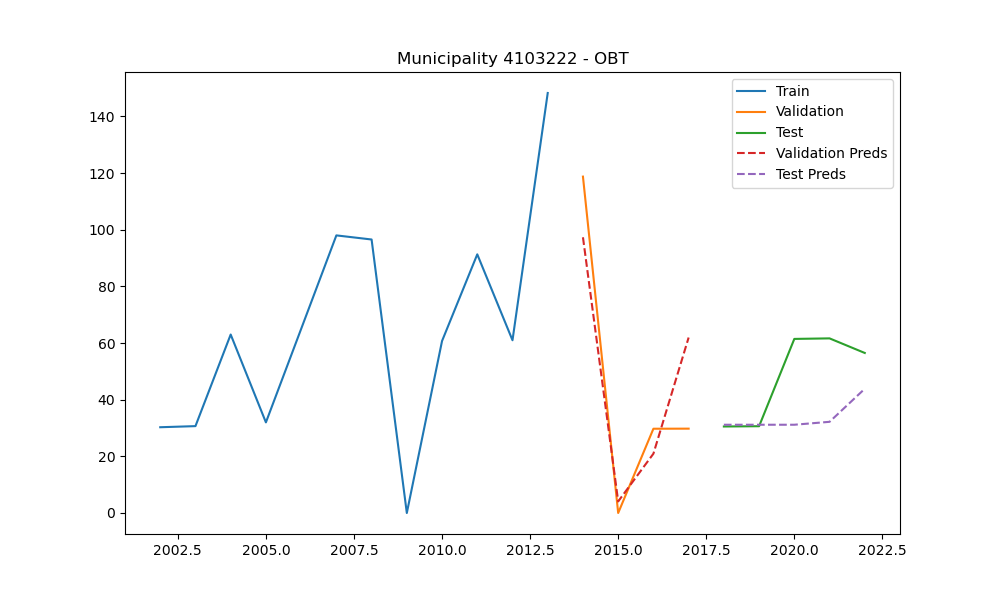 Municipality 4103222 - OBT
Train
Validation
Test
Validation Preds
Test Preds
140
120
100
80
60
40
20
0
2002.5 2005.0 2007.5 2010.0 2012.5 2015.0 2017.5 2020.0 2022.5